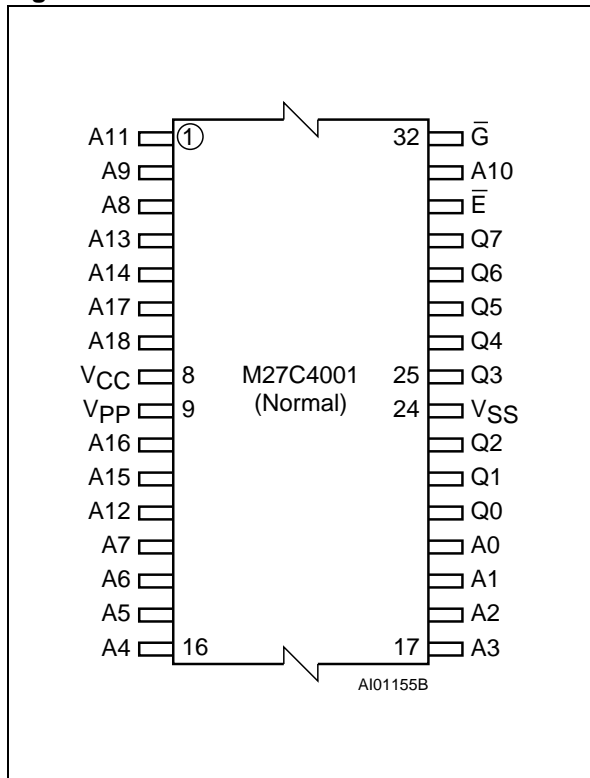 A11 1 32 G̅
A9 A10
A8 E̅
A13 Q7
A14 Q6
A17 Q5
A18 Q4
VCC 8 M27C4001 25 Q3
VPP 9 (Normal) 24 VSS
A16 Q2
A15 Q1
A12 Q0
A7 A0
A6 A1
A5 A2
A4 16 17 A3
AI01155B